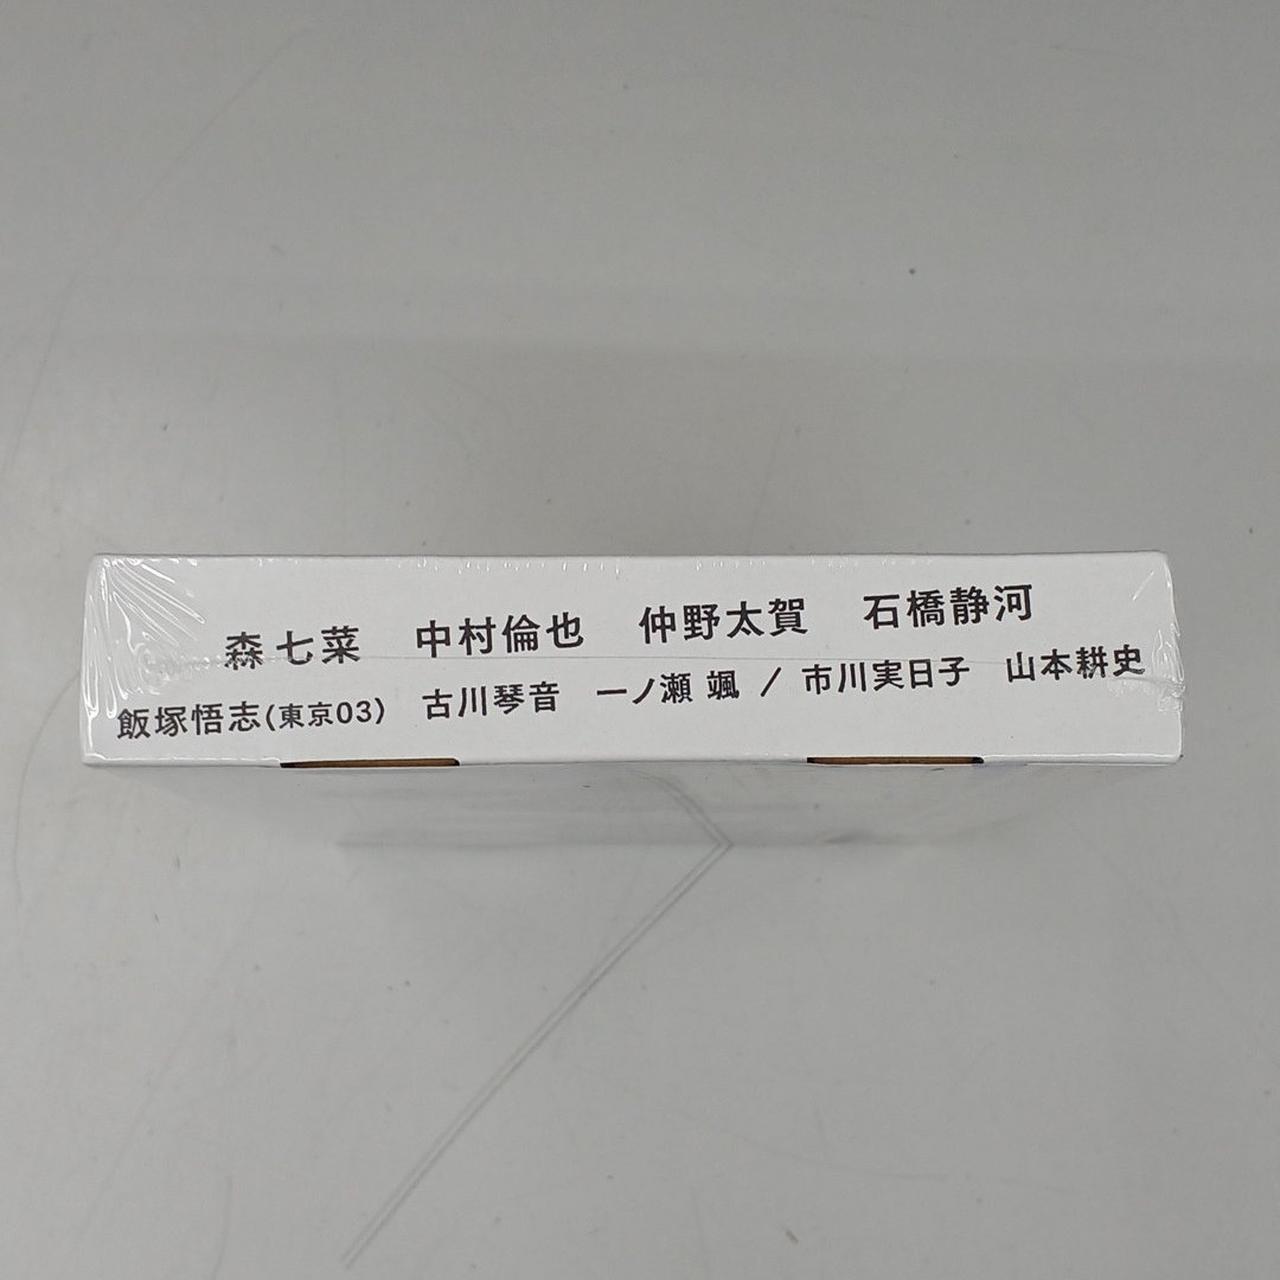 森七菜 中村倫也 仲野太賀 石橋静河
飯塚悟志(東京03) 古川琴音 一ノ瀬 颯 / 市川実日子 山本耕史